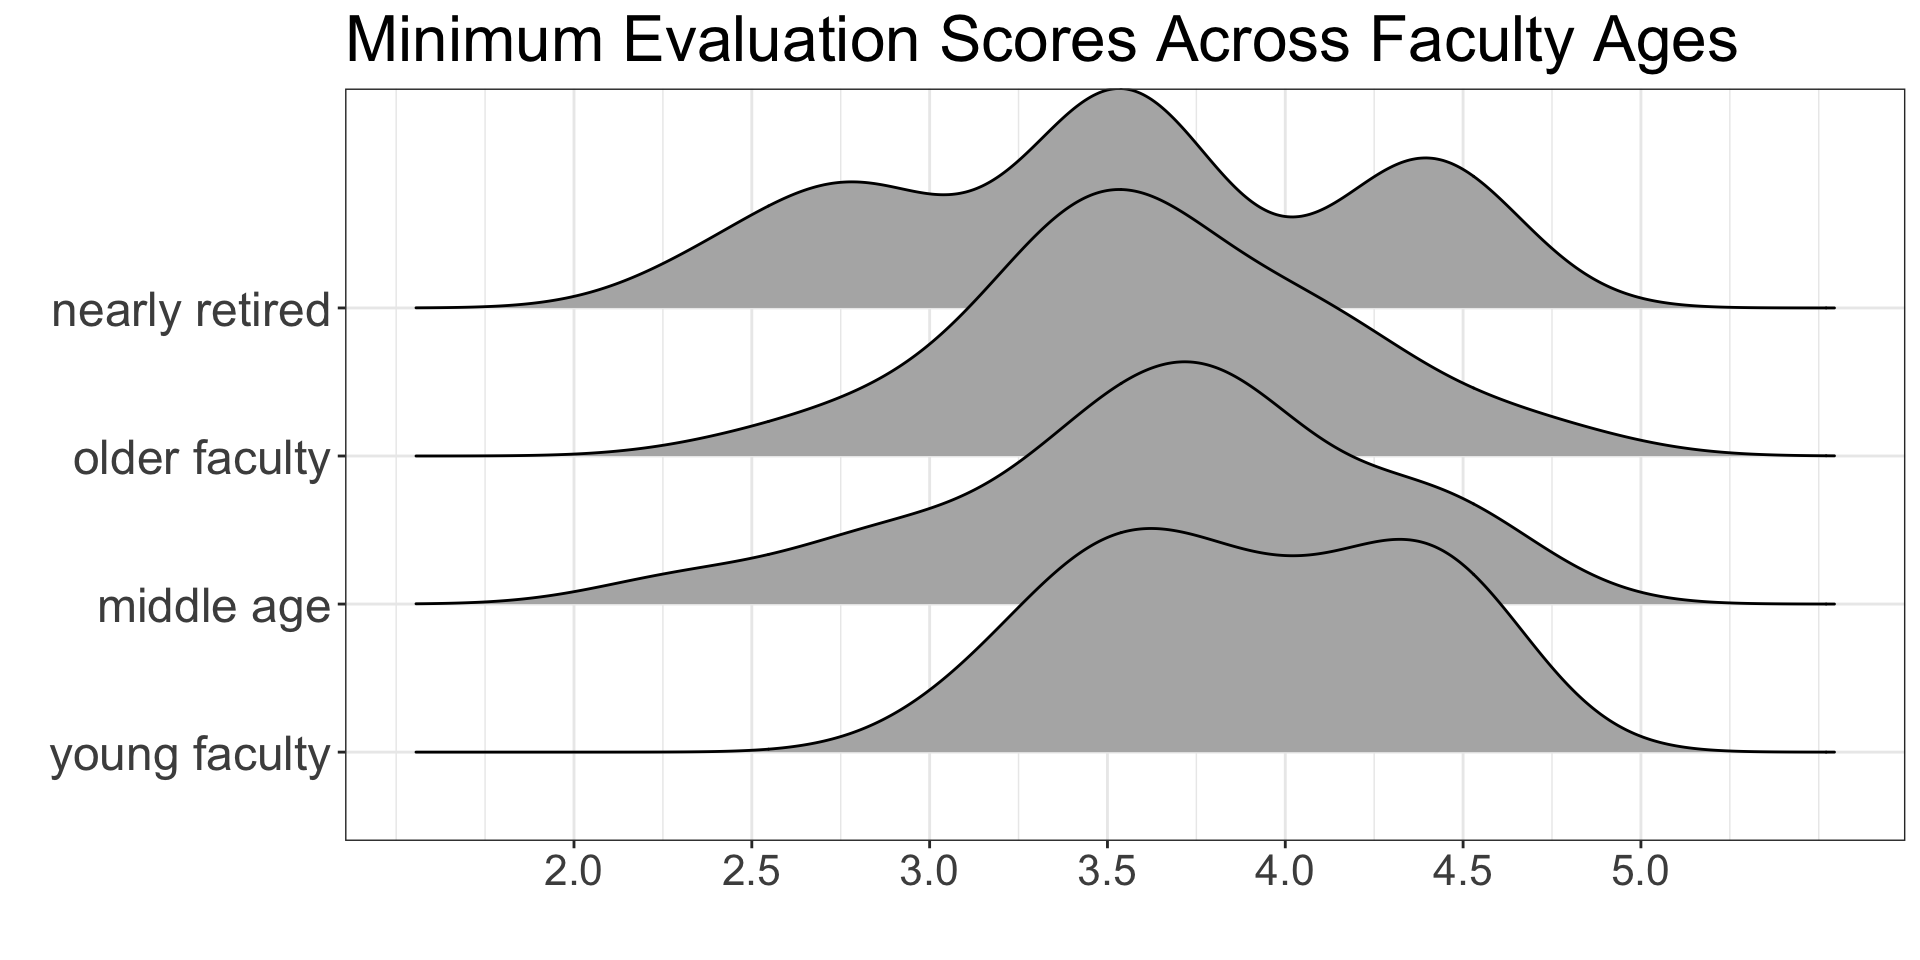 Minimum Evaluation Scores Across Faculty Ages
nearly retired
older faculty
middle age
young faculty
2.0 2.5 3.0 3.5 4.0 4.5 5.0